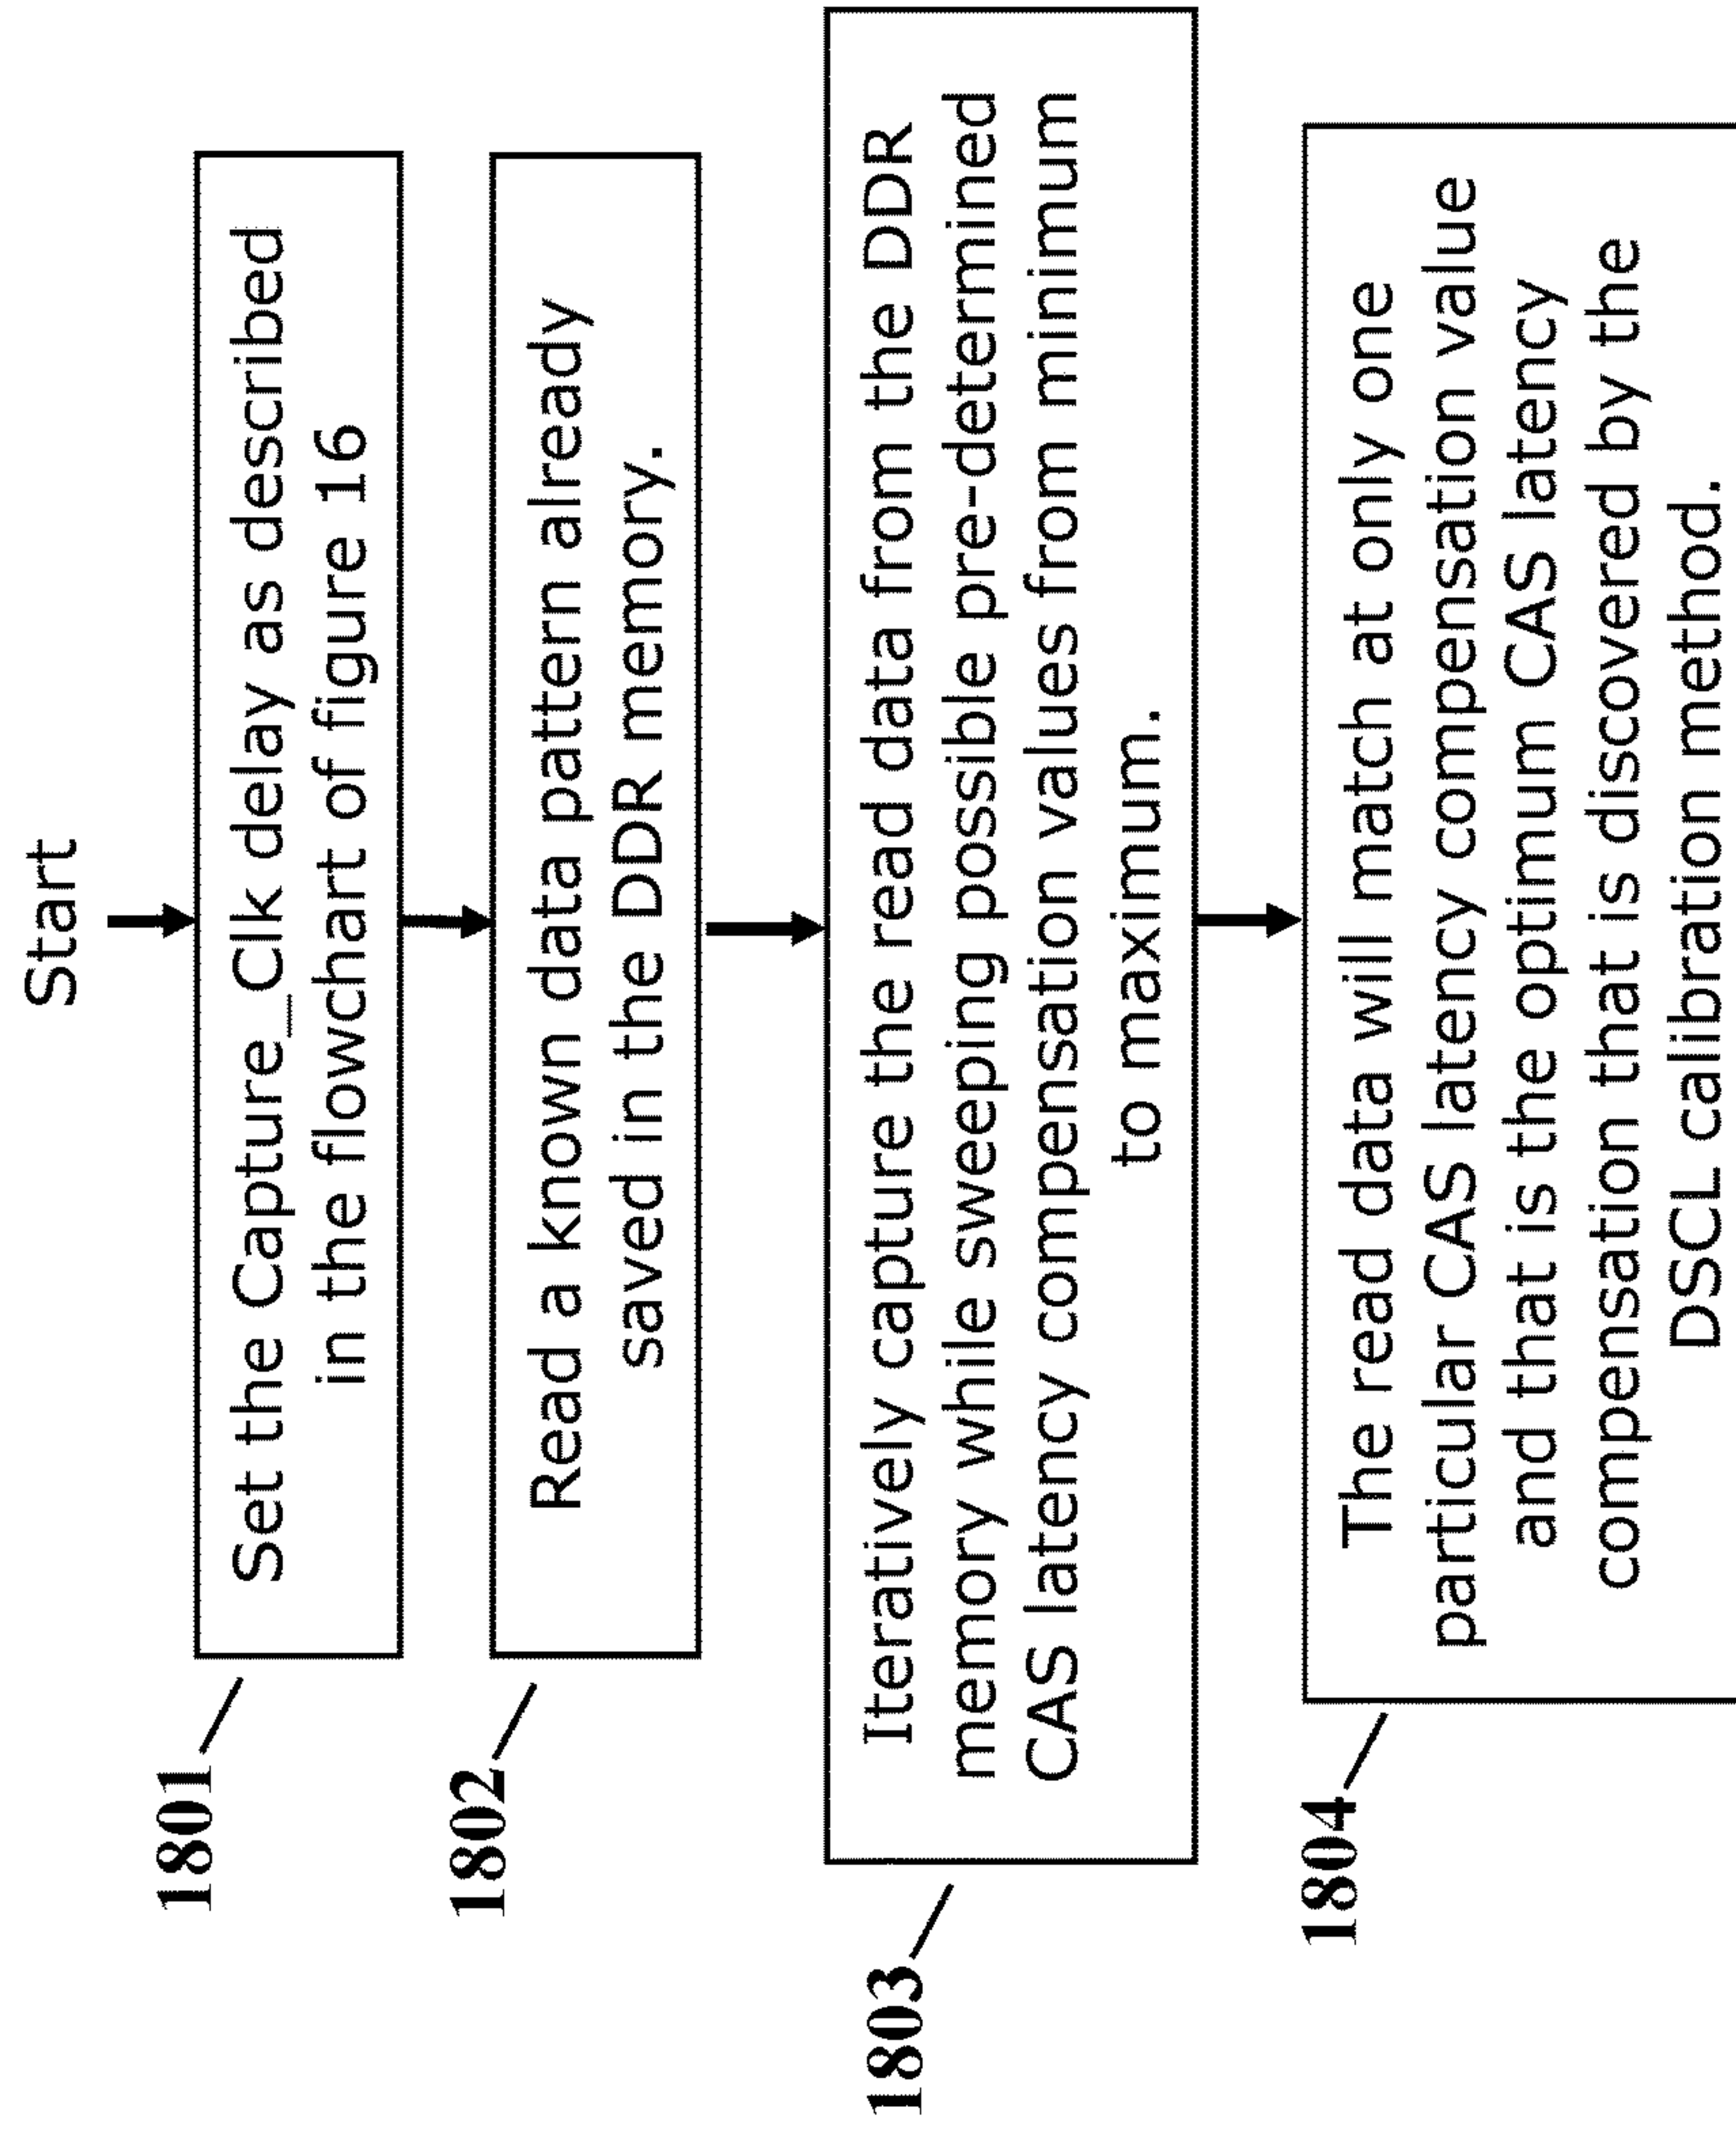 Start
1801
Set the Capture_Clk delay as described
in the flowchart of figure 16
1802
Read a known data pattern already
saved in the DDR memory.
1803
Iteratively capture the read data from the DDR
memory while sweeping possible pre-determined
CAS latency compensation values from minimum
to maximum.
1804
The read data will match at only one
particular CAS latency compensation value
and that is the optimum CAS latency
compensation that is discovered by the
DSCL calibration method.